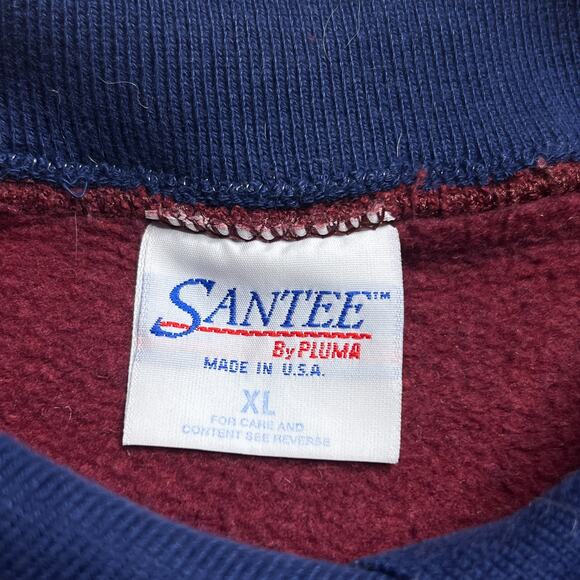 SANTEE™
By PLUMA
MADE IN U.S.A.
XL
FOR CARE AND
CONTENT SEE REVERSE